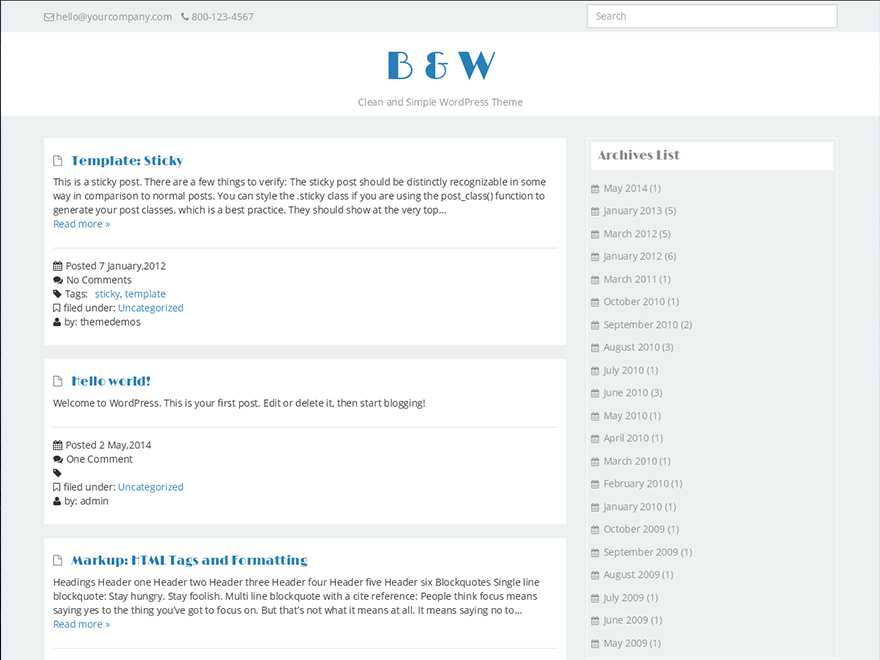 hello@yourcompany.com 800-123-4567
Search
B & W
Clean and Simple WordPress Theme
Template: Sticky
This is a sticky post. There are a few things to verify: The sticky post should be distinctly recognizable in some
way in comparison to normal posts. You can style the .sticky class if you are using the post_class() function to
generate your post classes, which is a best practice. They should show at the very top...
Read more »
Posted 7 January,2012
No Comments
Tags: sticky, template
filed under: Uncategorized
by: themedemos
Hello world!
Welcome to WordPress. This is your first post. Edit or delete it, then start blogging!
Posted 2 May,2014
One Comment
filed under: Uncategorized
by: admin
Markup: HTML Tags and Formatting
Headings Header one Header two Header three Header four Header five Header six Blockquotes Single line
blockquote: Stay hungry. Stay foolish. Multi line blockquote with a cite reference: People think focus means
saying yes to the thing you've got to focus on. But that's not what it means at all. It means saying no to...
Read more »
Archives List
May 2014 (1)
January 2013 (5)
March 2012 (5)
January 2012 (6)
March 2011 (1)
October 2010 (1)
September 2010 (2)
August 2010 (3)
July 2010 (1)
June 2010 (3)
May 2010 (1)
April 2010 (1)
March 2010 (1)
February 2010 (1)
January 2010 (1)
October 2009 (1)
September 2009 (1)
August 2009 (1)
July 2009 (1)
June 2009 (1)
May 2009 (1)